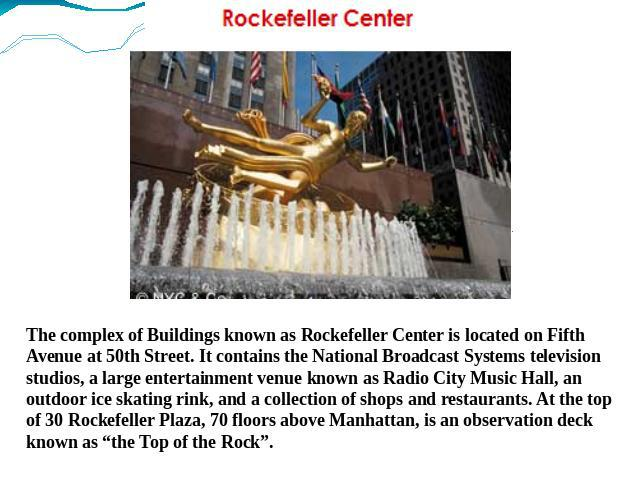 Rockefeller Center
© NYC & Co
The complex of Buildings known as Rockefeller Center is located on Fifth
Avenue at 50th Street. It contains the National Broadcast Systems television
studios, a large entertainment venue known as Radio City Music Hall, an
outdoor ice skating rink, and a collection of shops and restaurants. At the top
of 30 Rockefeller Plaza, 70 floors above Manhattan, is an observation deck
known as “the Top of the Rock”.